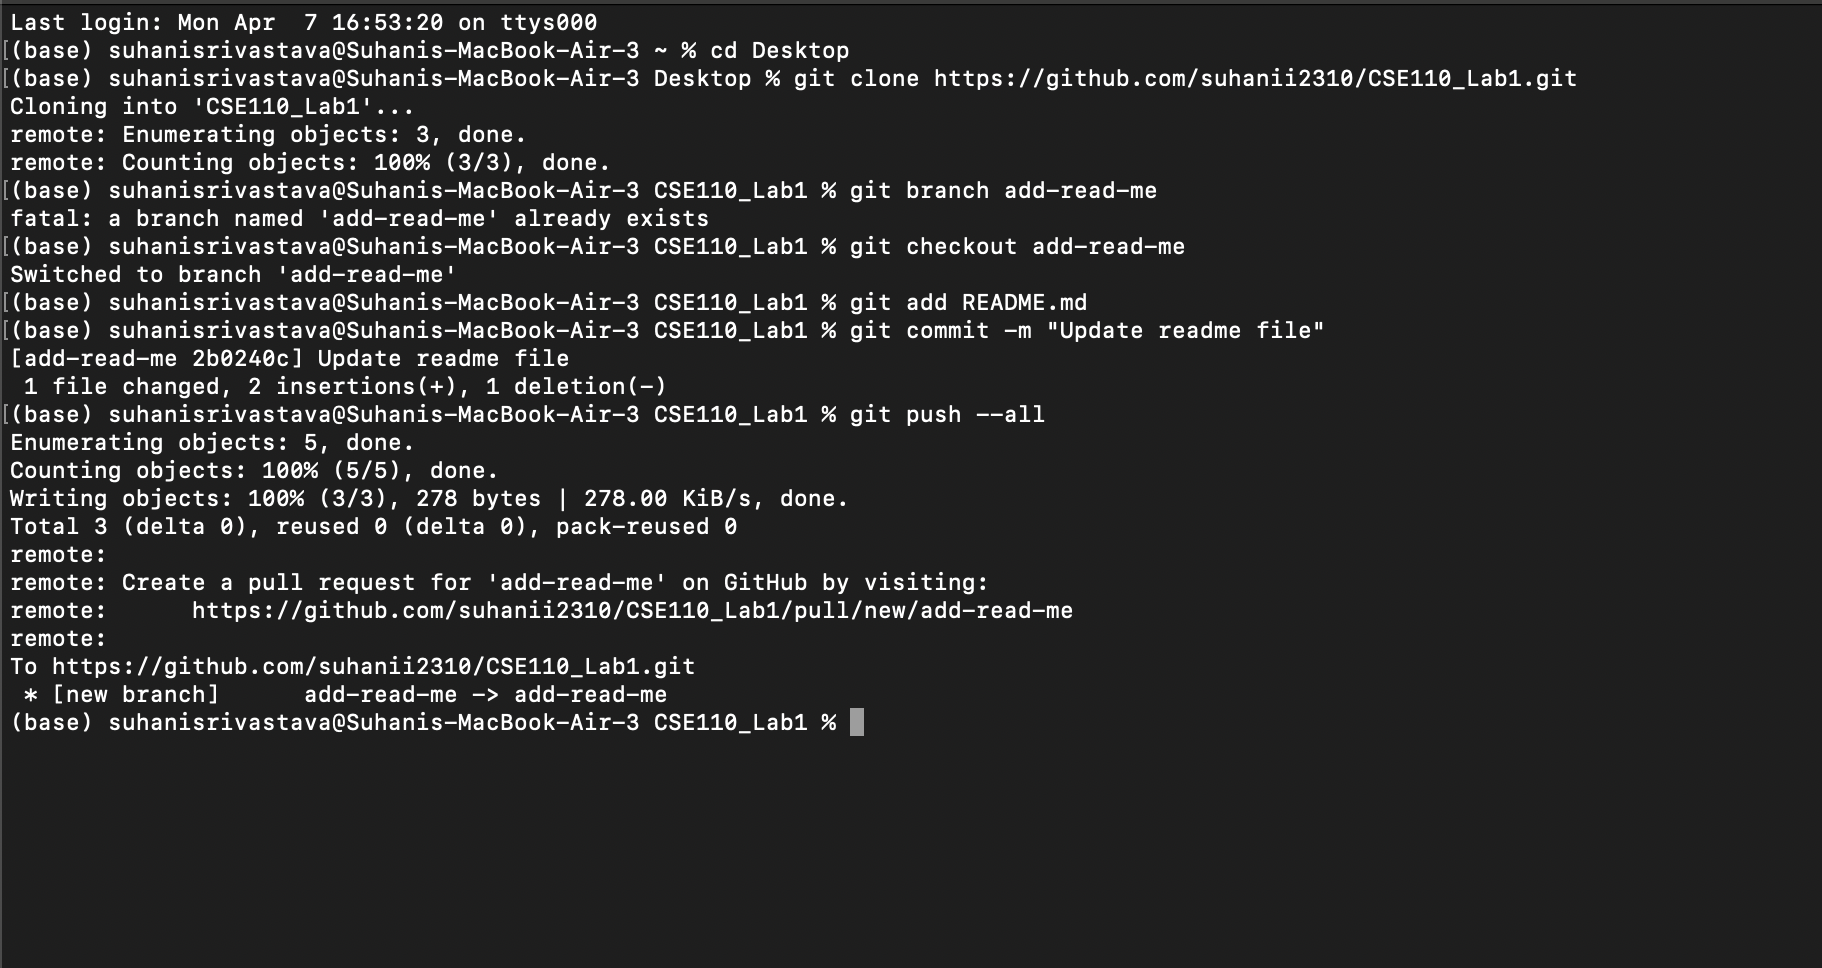 Last login: Mon Apr  7 16:53:20 on ttys000
[(base) suhanisrivastava@Suhanis-MacBook-Air-3 ~ % cd Desktop
[(base) suhanisrivastava@Suhanis-MacBook-Air-3 Desktop % git clone https://github.com/suhanii2310/CSE110_Lab1.git
Cloning into 'CSE110_Lab1'...
remote: Enumerating objects: 3, done.
remote: Counting objects: 100% (3/3), done.
[(base) suhanisrivastava@Suhanis-MacBook-Air-3 CSE110_Lab1 % git branch add-read-me
fatal: a branch named 'add-read-me' already exists
[(base) suhanisrivastava@Suhanis-MacBook-Air-3 CSE110_Lab1 % git checkout add-read-me
Switched to branch 'add-read-me'
[(base) suhanisrivastava@Suhanis-MacBook-Air-3 CSE110_Lab1 % git add README.md
[(base) suhanisrivastava@Suhanis-MacBook-Air-3 CSE110_Lab1 % git commit -m "Update readme file"
[add-read-me 2b0240c] Update readme file
 1 file changed, 2 insertions(+), 1 deletion(-)
[(base) suhanisrivastava@Suhanis-MacBook-Air-3 CSE110_Lab1 % git push --all
Enumerating objects: 5, done.
Counting objects: 100% (5/5), done.
Writing objects: 100% (3/3), 278 bytes | 278.00 KiB/s, done.
Total 3 (delta 0), reused 0 (delta 0), pack-reused 0
remote:
remote: Create a pull request for 'add-read-me' on GitHub by visiting:
remote:      https://github.com/suhanii2310/CSE110_Lab1/pull/new/add-read-me
remote:
To https://github.com/suhanii2310/CSE110_Lab1.git
 * [new branch]      add-read-me -> add-read-me
(base) suhanisrivastava@Suhanis-MacBook-Air-3 CSE110_Lab1 %